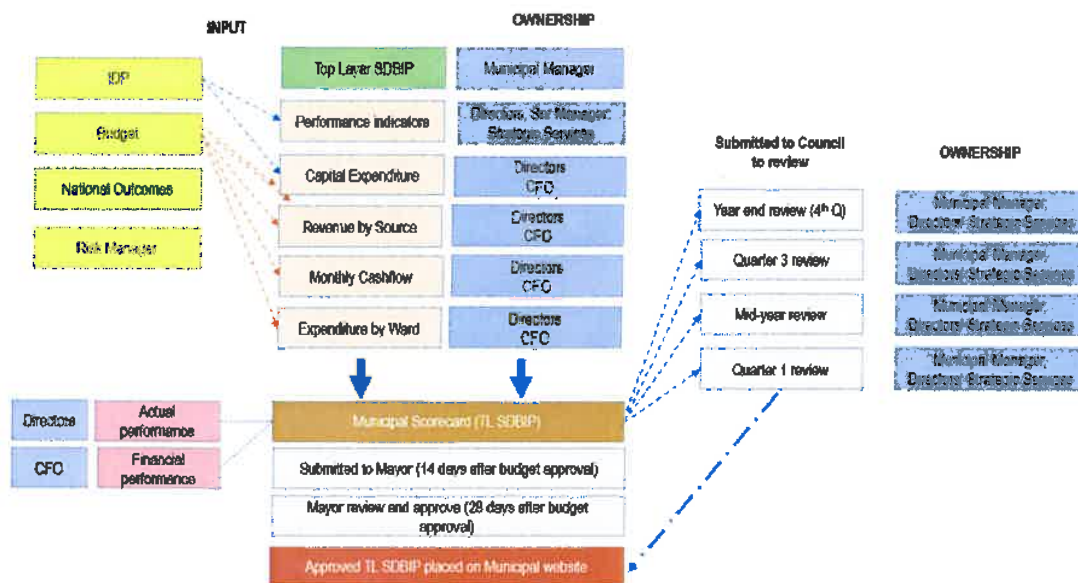 INPUT
OWNERSHIP
IDP
Budget
National Outcomes
Risk Manager
Top Layer SDBIP
Municipal Manager
Performance indicators
Directors, Snr Manager:
Strategic Services
Capital Expenditure
Directors
CFO
Revenue by Source
Directors
CFO
Monthly Cashflow
Directors
CFO
Expenditure by Ward
Directors
CFO
Submitted to Council
to review
OWNERSHIP
Year end review (4th Q)
Municipal Manager,
Directors/ Strategic Services
Quarter 3 review
Municipal Manager,
Directors/ Strategic Services
Mid-year review
Municipal Manager,
Directors/ Strategic Services
Quarter 1 review
Municipal Manager,
Directors/ Strategic Services
Directors
Actual
performance
CFO
Financial
performance
Municipal Scorecard (TL SDBIP)
Submitted to Mayor (14 days after budget approval)
Mayor review and approve (28 days after budget
approval)
Approved TL SDBIP placed on Municipal website